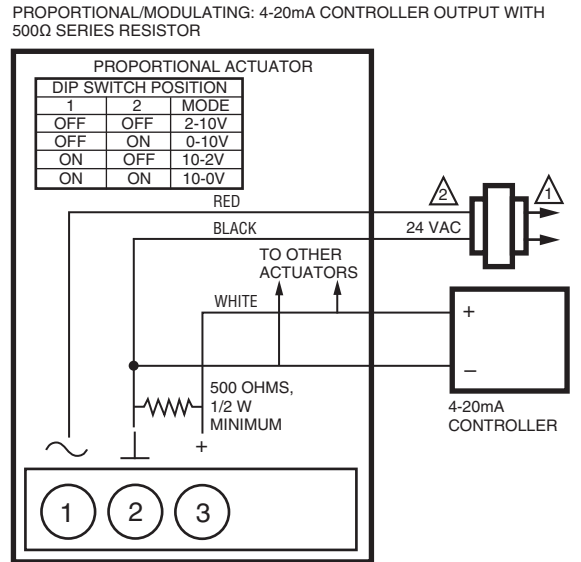 PROPORTIONAL/MODULATING: 4-20mA CONTROLLER OUTPUT WITH
500Ω SERIES RESISTOR
PROPORTIONAL ACTUATOR
DIP SWITCH POSITION
1 2 MODE
OFF OFF 2-10V
OFF ON 0-10V
ON OFF 10-2V
ON ON 10-0V
RED
2
1
BLACK
24 VAC
TO OTHER
ACTUATORS
WHITE
+
–
500 OHMS,
1/2 W
MINIMUM
+
4-20mA
CONTROLLER
1 2 3